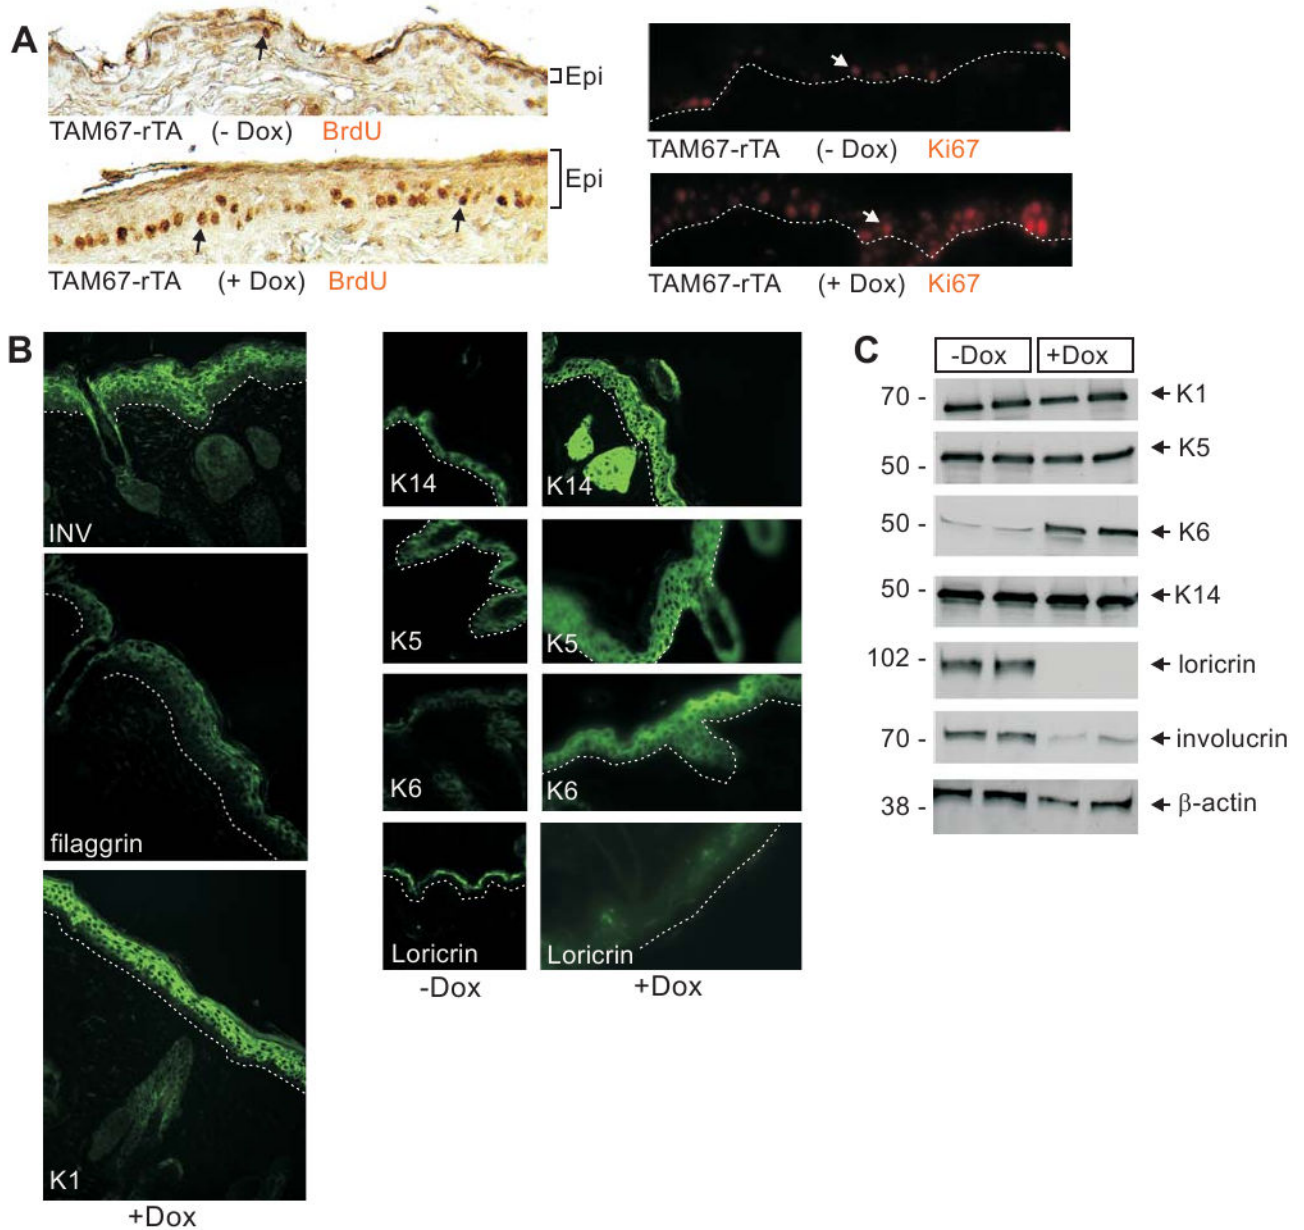 A
Epi
TAM67-rTA (- Dox) BrdU
Epi
TAM67-rTA (+ Dox) BrdU
TAM67-rTA (- Dox) Ki67
TAM67-rTA (+ Dox) Ki67
B
INV
filaggrin
K1
+Dox
K14
K14
K5
K5
K6
K6
Loricrin
Loricrin
-Dox
+Dox
C
-Dox +Dox
70 - K1
50 - K5
50 - K6
50 - K14
102 - loricrin
70 - involucrin
38 - β-actin